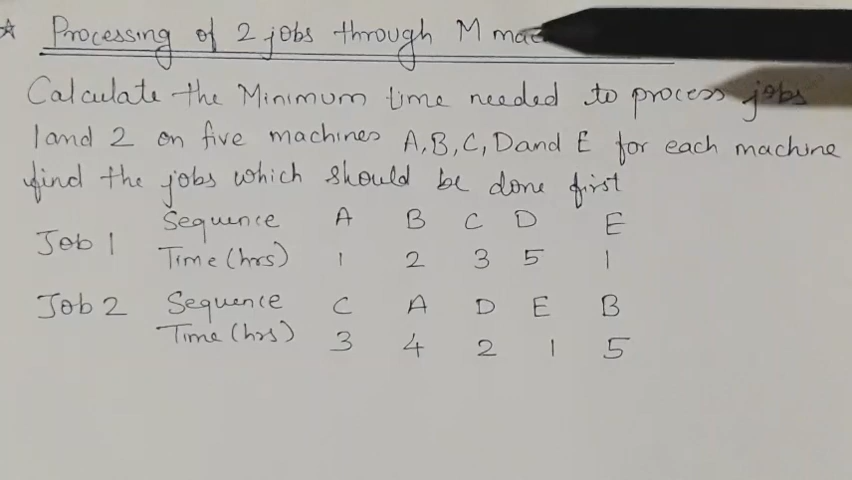 ☆ Processing of 2 jobs through M mac
Calculate the Minimum time needed to process jobs
1 and 2 on five machines A, B, C, D and E for each machine
find the jobs which should be done first
Job 1 Sequence A B C D E
Time (hrs) 1 2 3 5 1
Job 2 Sequence C A D E B
Time (hrs) 3 4 2 1 5